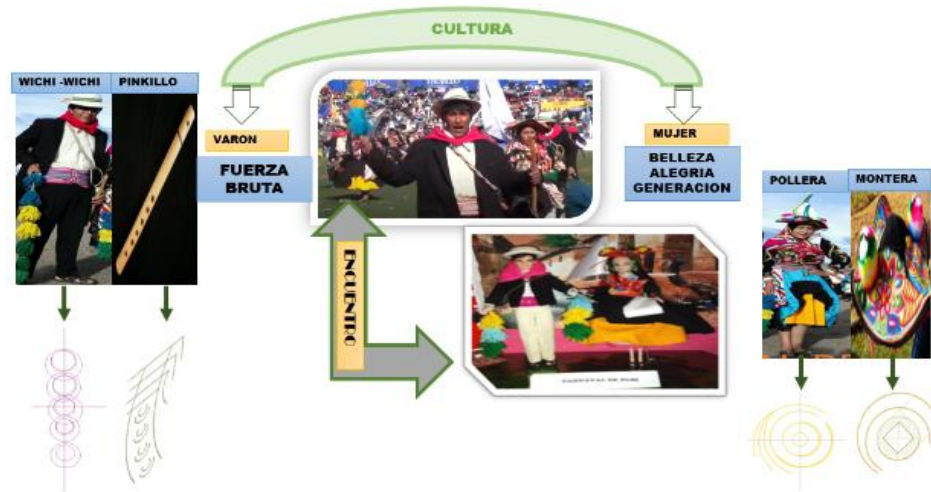 CULTURA
WICHI -WICHI
PINKILLO
VARON
FUERZA
BRUTA
MUJER
BELLEZA
ALEGRIA
GENERACION
POLLERA
MONTERA
ENCUENTRO